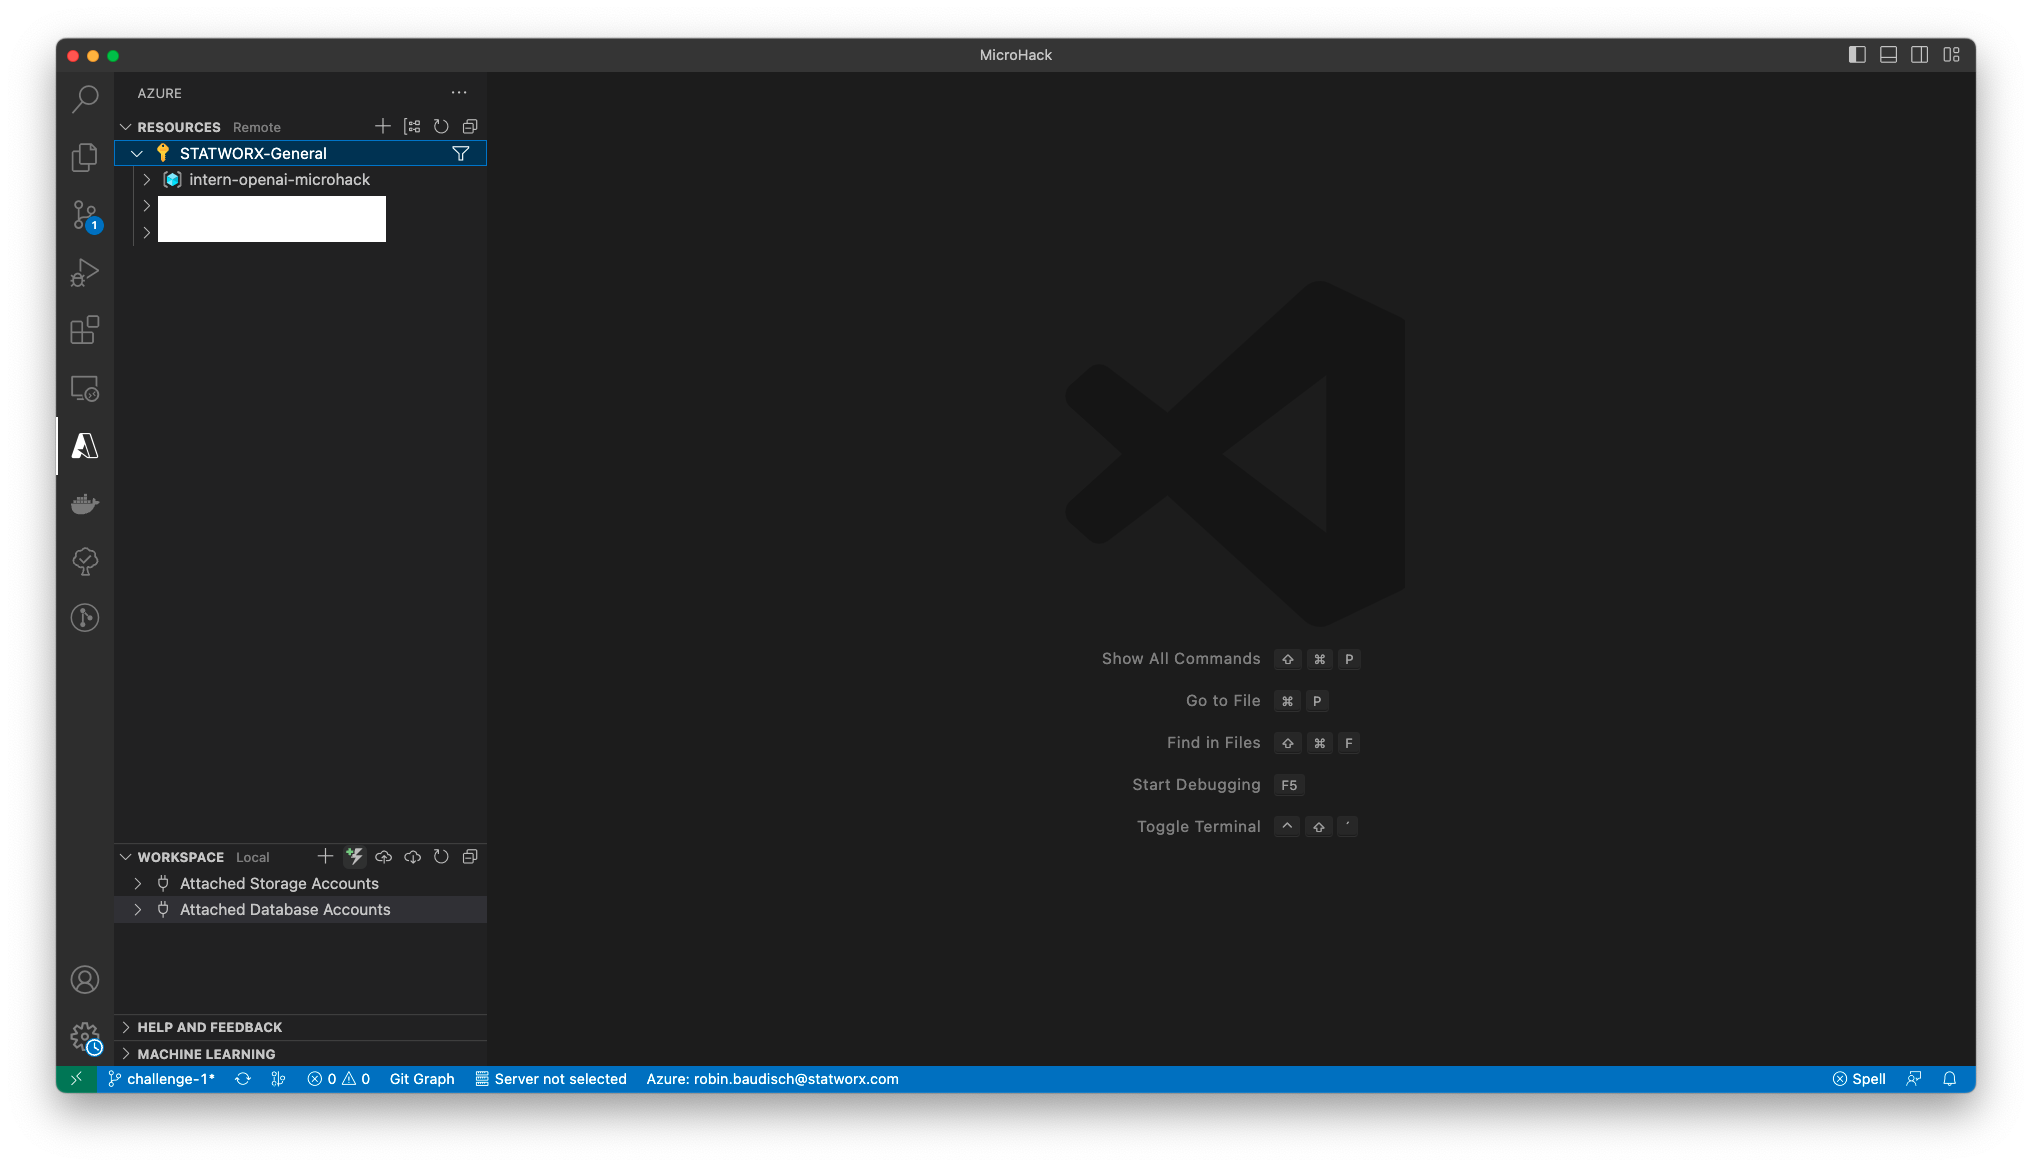 MicroHack
AZURE
RESOURCES Remote
STATWORX-General
intern-openai-microhack
1
Show All Commands ⇧ ⌘ P
Go to File ⌘ P
Find in Files ⇧ ⌘ F
Start Debugging F5
Toggle Terminal ^ ⇧ ´
WORKSPACE Local
Attached Storage Accounts
Attached Database Accounts
HELP AND FEEDBACK
MACHINE LEARNING
challenge-1* 0 0 Git Graph Server not selected Azure: robin.baudisch@statworx.com Spell